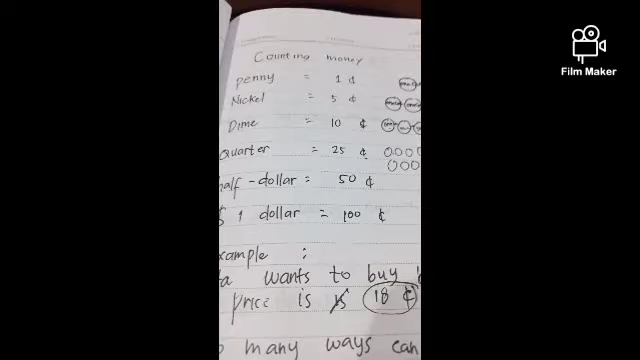 Counting money
penny = 1 ¢
Nickel = 5 ¢
Dime = 10 ¢
quarter = 25 ¢
half-dollar = 50 ¢
$ 1 dollar = 100 ¢
xample :
ta wants to buy
price is 18 ¢
many ways can
Film Maker